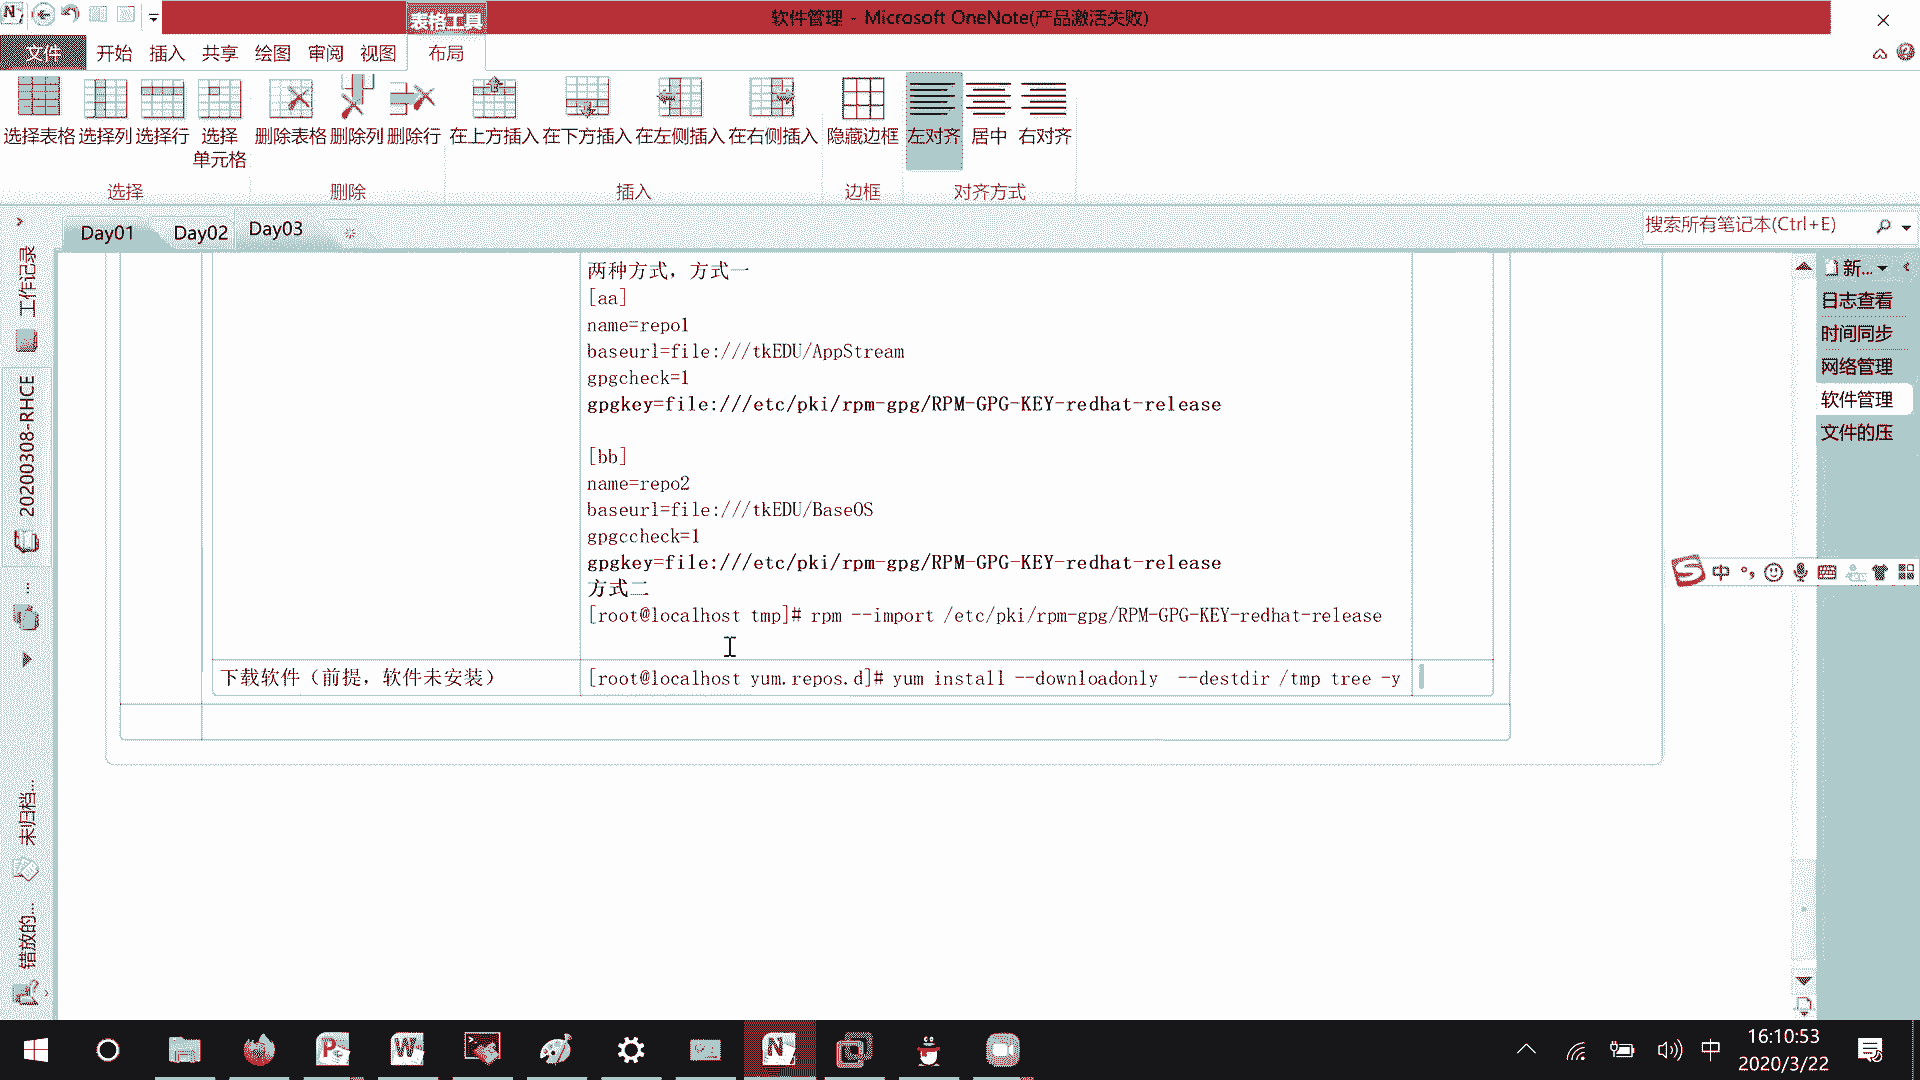 表格工具
软件管理 - Microsoft OneNote(产品激活失败)
文件 开始 插入 共享 绘图 审阅 视图 布局
选择表格 选择列 选择行 选择单元格 删除表格 删除列 删除行 在上方插入 在下方插入 在左侧插入 在右侧插入 隐藏边框 左对齐 居中 右对齐
选择 删除 插入 边框 对齐方式
Day01 Day02 Day03
搜索所有笔记本(Ctrl+E)
工作记录
20200308-RHCE
...
未归档...
错放的...
两种方式，方式一
[aa]
name=repo1
baseurl=file:///tkEDU/AppStream
gpgcheck=1
gpgkey=file:///etc/pki/rpm-gpg/RPM-GPG-KEY-redhat-release
[bb]
name=repo2
baseurl=file:///tkEDU/BaseOS
gpgccheck=1
gpgkey=file:///etc/pki/rpm-gpg/RPM-GPG-KEY-redhat-release
方式二
[root@localhost tmp]# rpm --import /etc/pki/rpm-gpg/RPM-GPG-KEY-redhat-release
下载软件（前提，软件未安装）
[root@localhost yum.repos.d]# yum install --downloadonly  --destdir /tmp tree -y
新...
日志查看
时间同步
网络管理
软件管理
文件的压
中
中
16:10:53
2020/3/22